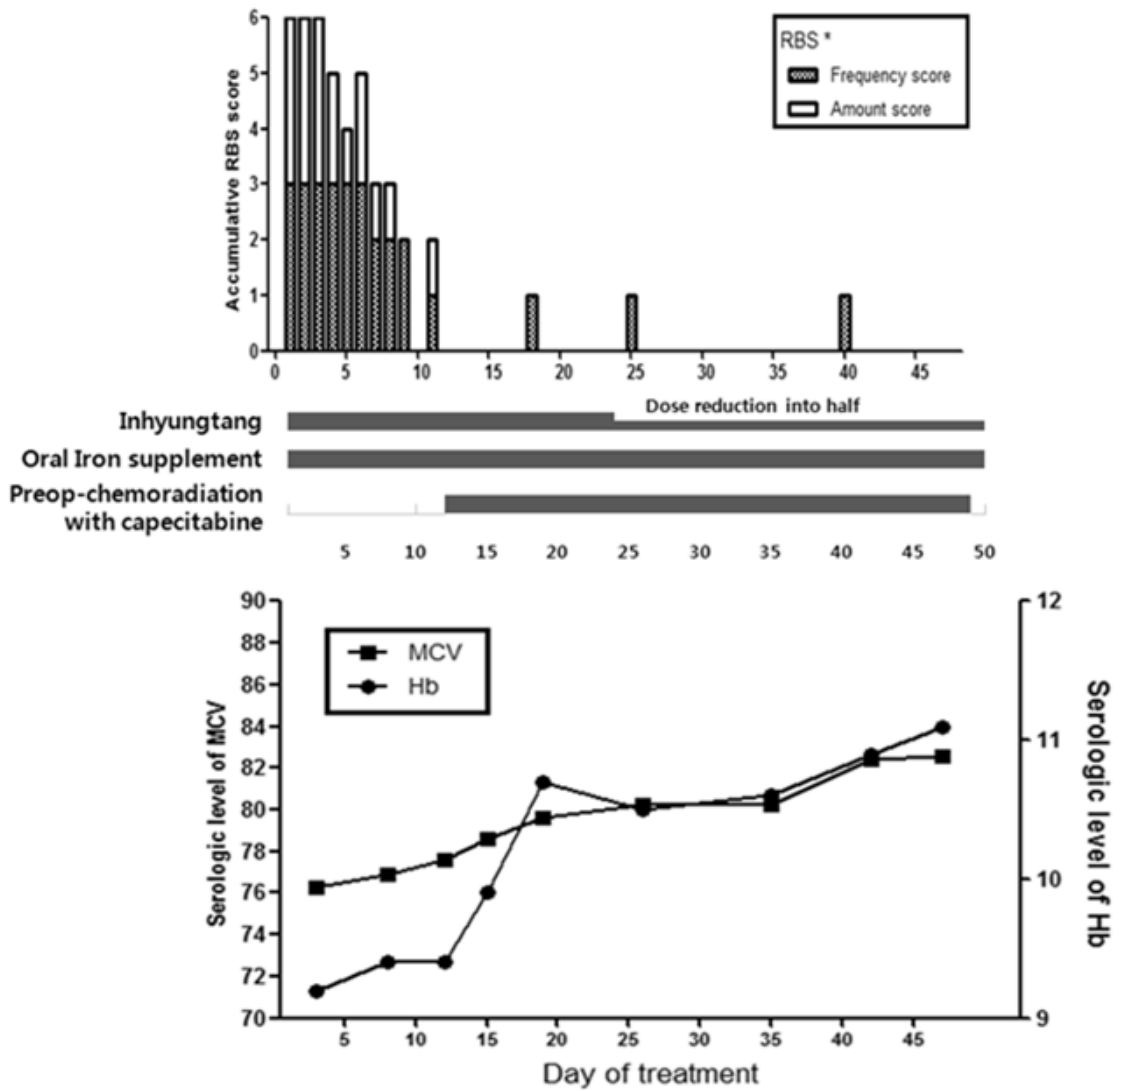 RBS *
Frequency score
Amount score
Accumulative RBS score
6
5
4
3
2
1
0
0 5 10 15 20 25 30 35 40 45
Dose reduction into half
Inhyungtang
Oral Iron supplement
Preop-chemoradiation
with capecitabine
5 10 15 20 25 30 35 40 45 50
MCV
Hb
Serologic level of MCV
90
88
86
84
82
80
78
76
74
72
70
12
11
10
9
Serologic level of Hb
5 10 15 20 25 30 35 40 45
Day of treatment